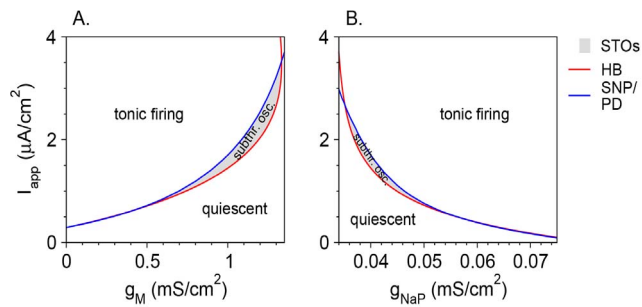 A.
B.
STOs
HB
SNP/
PD
I_app (μA/cm²)
4
2
0
tonic firing
subthr. osc.
quiescent
0
0.5
1
g_M (mS/cm²)
4
2
0
tonic firing
subthr. osc.
quiescent
0.04
0.05
0.06
0.07
g_NaP (mS/cm²)